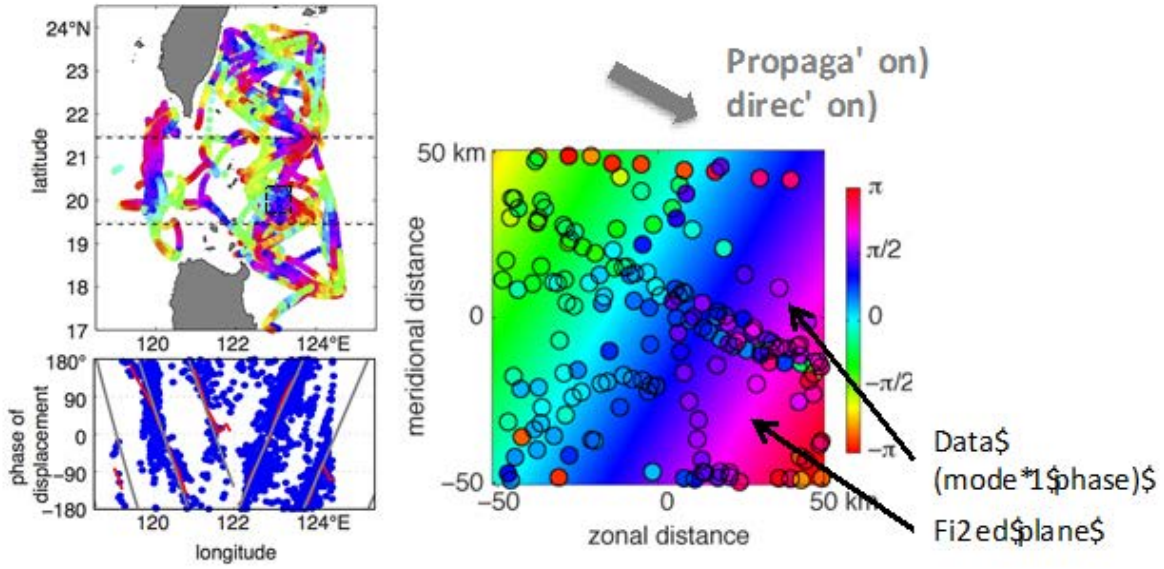 24°N
23
22
21
20
19
18
17
latitude
120
122
124°E
180°
90
0
-90
-180
phase of
displacement
120
122
124°E
longitude
Propaga' on)
direc' on)
50 km
0
−50
meridional distance
−50
0
50 km
zonal distance
π
π/2
0
−π/2
−π
Data$
(mode*1$phase)$
Fi2ed$plane$